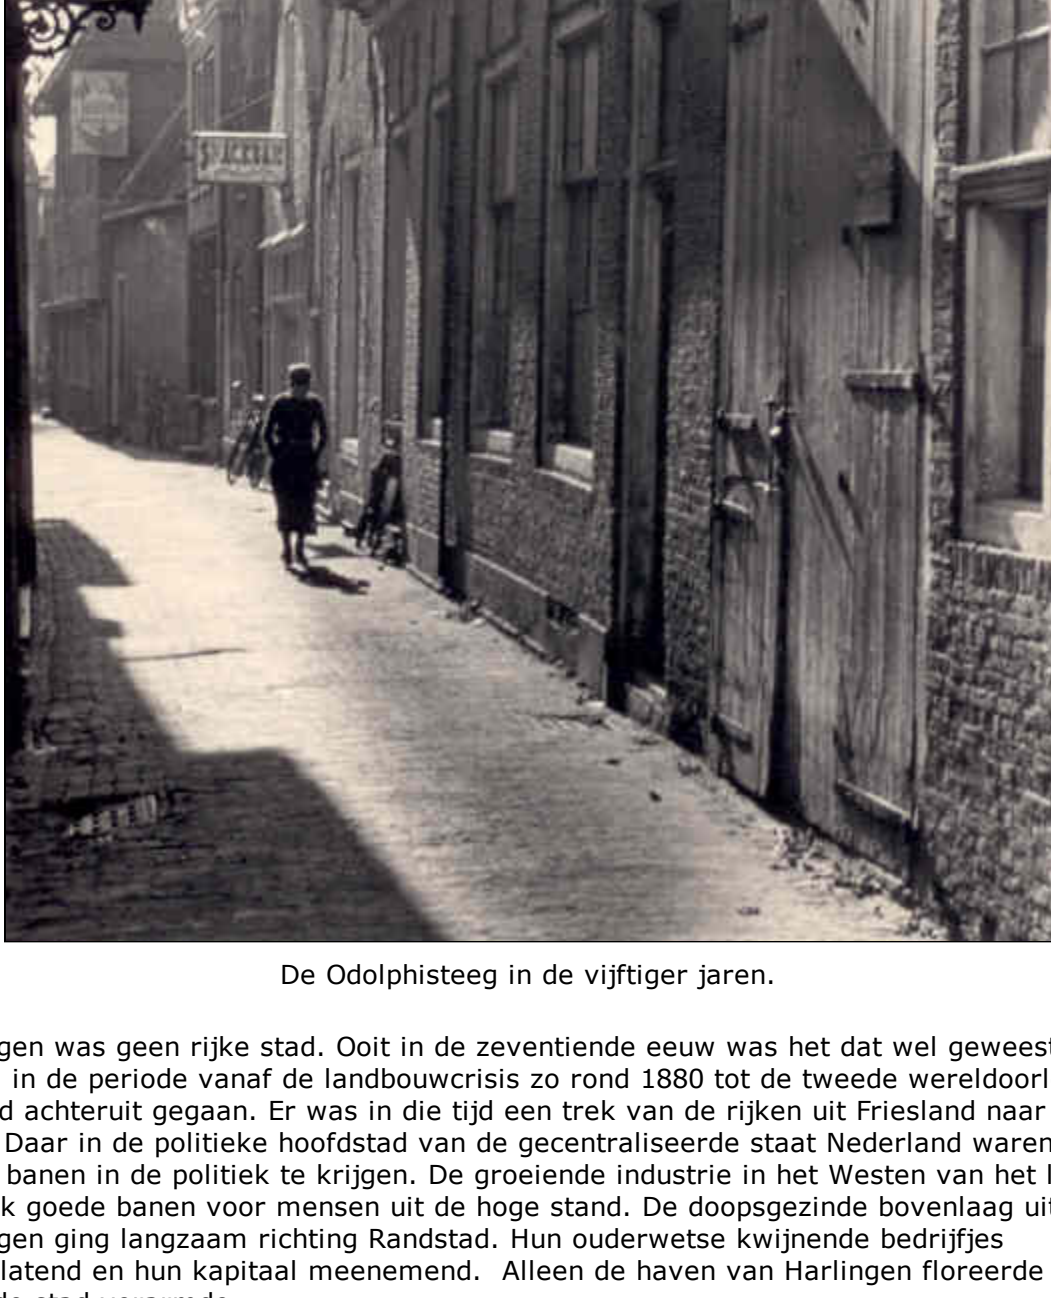 SNACKBAR
De Odolphisteeg in de vijftiger jaren.
gen was geen rijke stad. Ooit in de zeventiende eeuw was het dat wel geweest
in de periode vanaf de landbouwcrisis zo rond 1880 tot de tweede wereldoorl
d achteruit gegaan. Er was in die tijd een trek van de rijken uit Friesland naar
Daar in de politieke hoofdstad van de gecentraliseerde staat Nederland waren
banen in de politiek te krijgen. De groeiende industrie in het Westen van het l
k goede banen voor mensen uit de hoge stand. De doopsgezinde bovenlaag uit
gen ging langzaam richting Randstad. Hun ouderwetse kwijnende bedrijfjes
latend en hun kapitaal meenemend. Alleen de haven van Harlingen floreerde